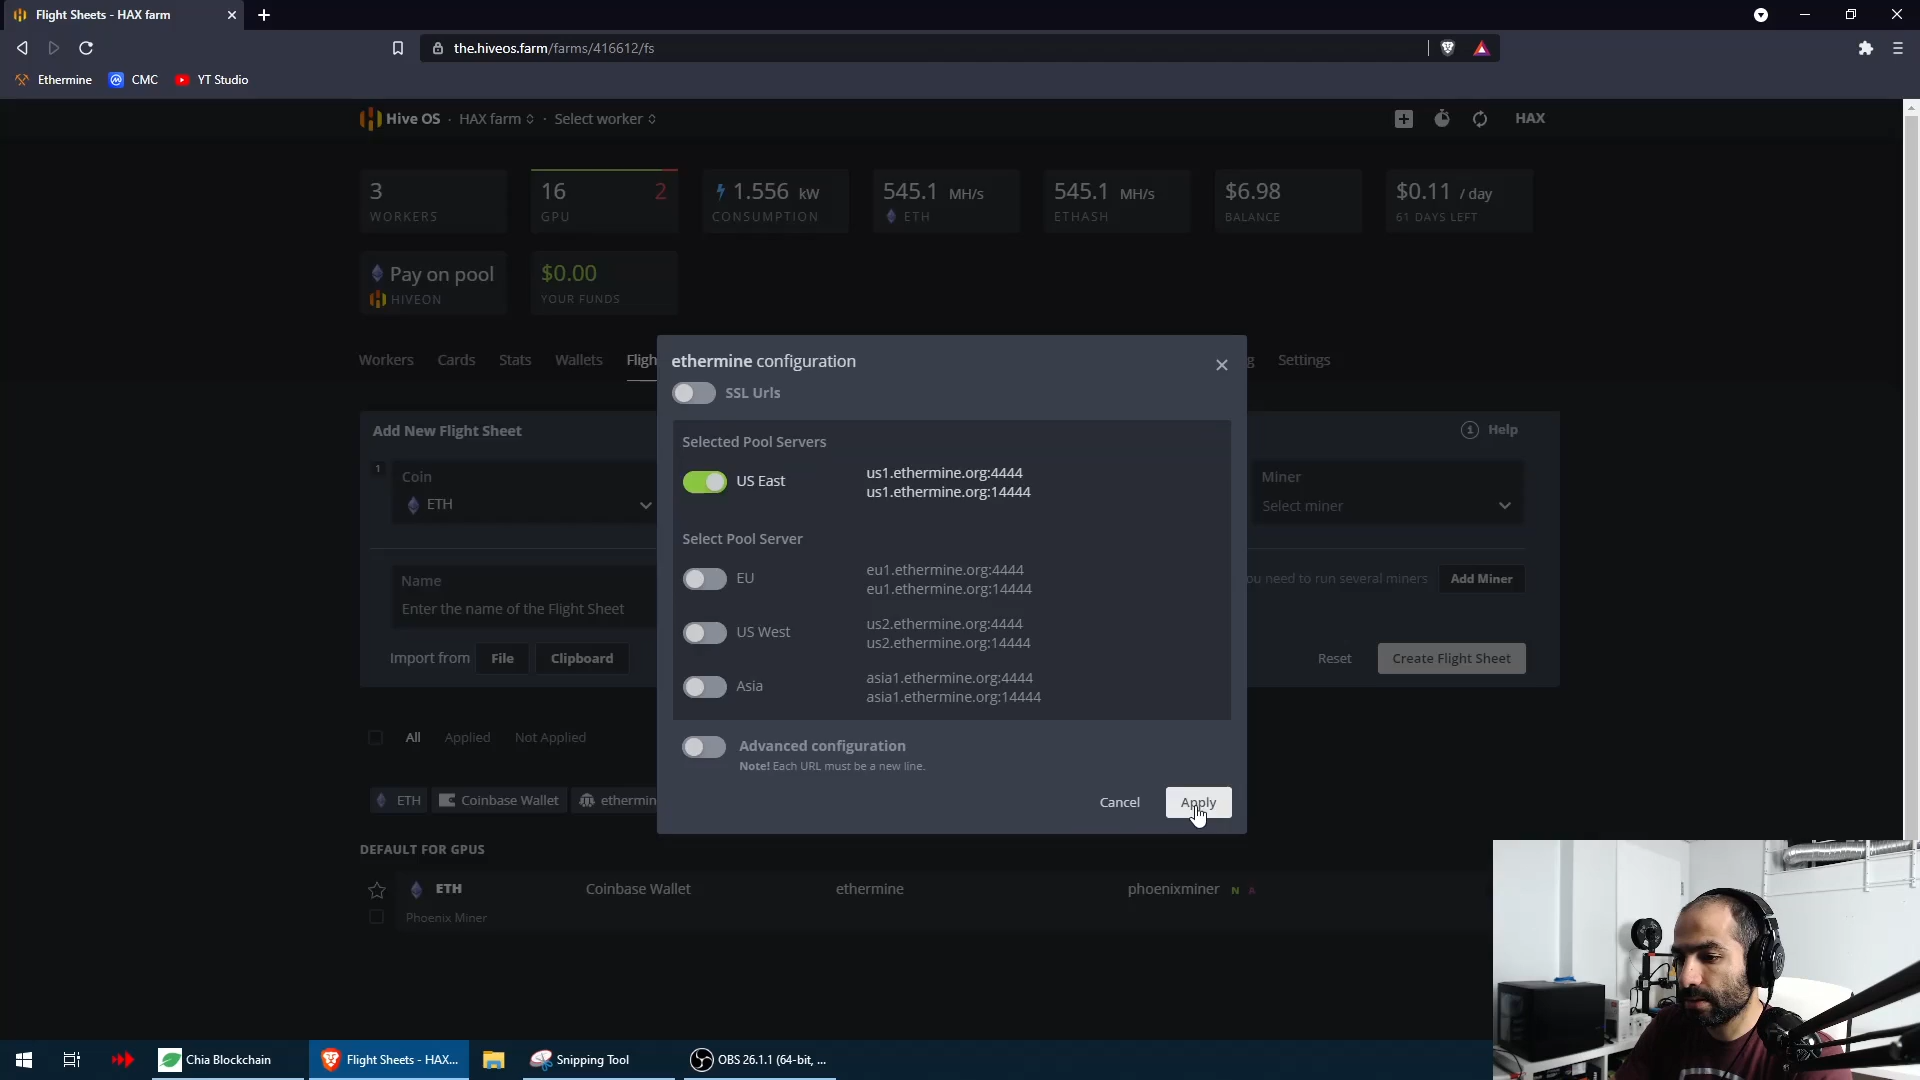 Flight Sheets - HAX farm
the.hiveos.farm/farms/416612/fs
Ethermine CMC YT Studio
Hive OS · HAX farm · Select worker HAX
3 16 2 1.556 kW 545.1 MH/s 545.1 MH/s $6.98 $0.11 / day
WORKERS GPU CONSUMPTION ETH ETHASH BALANCE 61 DAYS LEFT
Pay on pool $0.00
HIVEON YOUR FUNDS
Workers Cards Stats Wallets Fligh g Settings
ethermine configuration
SSL Urls
Selected Pool Servers
US East us1.ethermine.org:4444
us1.ethermine.org:14444
Select Pool Server
EU eu1.ethermine.org:4444
eu1.ethermine.org:14444
US West us2.ethermine.org:4444
us2.ethermine.org:14444
Asia asia1.ethermine.org:4444
asia1.ethermine.org:14444
Advanced configuration
Note! Each URL must be a new line.
Cancel Apply
Add New Flight Sheet Help
1 Coin Miner
ETH Select miner
Name ou need to run several miners Add Miner
Enter the name of the Flight Sheet
Import from File Clipboard Reset Create Flight Sheet
All Applied Not Applied
ETH Coinbase Wallet ethermin
DEFAULT FOR GPUS
ETH Coinbase Wallet ethermine phoenixminer N A
Phoenix Miner
Chia Blockchain Flight Sheets - HAX... Snipping Tool OBS 26.1.1 (64-bit, ...